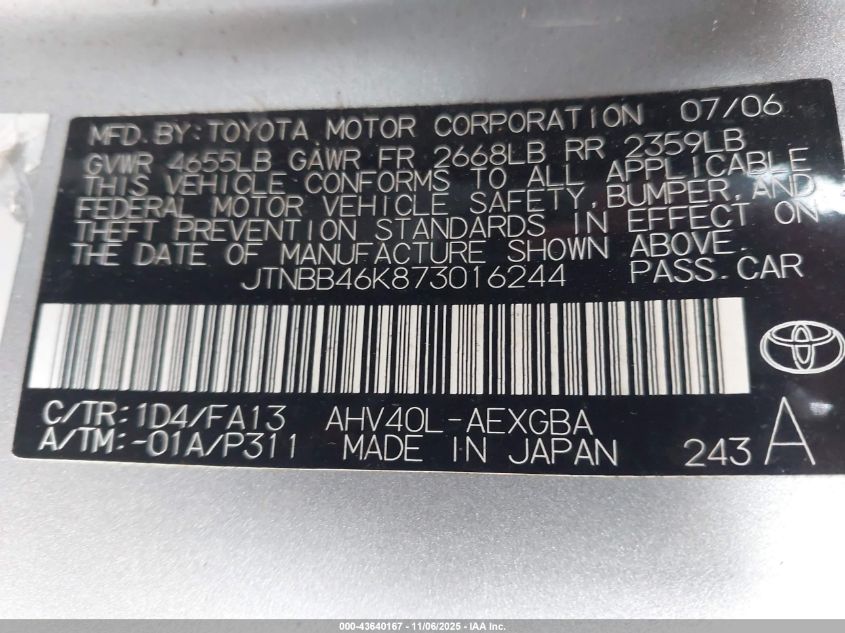 MFD. BY: TOYOTA MOTOR CORPORATION 07/06
GVWR 4655LB GAWR FR 2668LB RR 2359LB
THIS VEHICLE CONFORMS TO ALL APPLICABLE
FEDERAL MOTOR VEHICLE SAFETY, BUMPER, AND
THEFT PREVENTION STANDARDS IN EFFECT ON
THE DATE OF MANUFACTURE SHOWN ABOVE.
JTNBB46K873016244 PASS. CAR
C/TR: 1D4/FA13 AHV40L-AEXGBA
A/TM: -01A/P311 MADE IN JAPAN 243 A
000-43640167 - 11/06/2025 - IAA Inc.